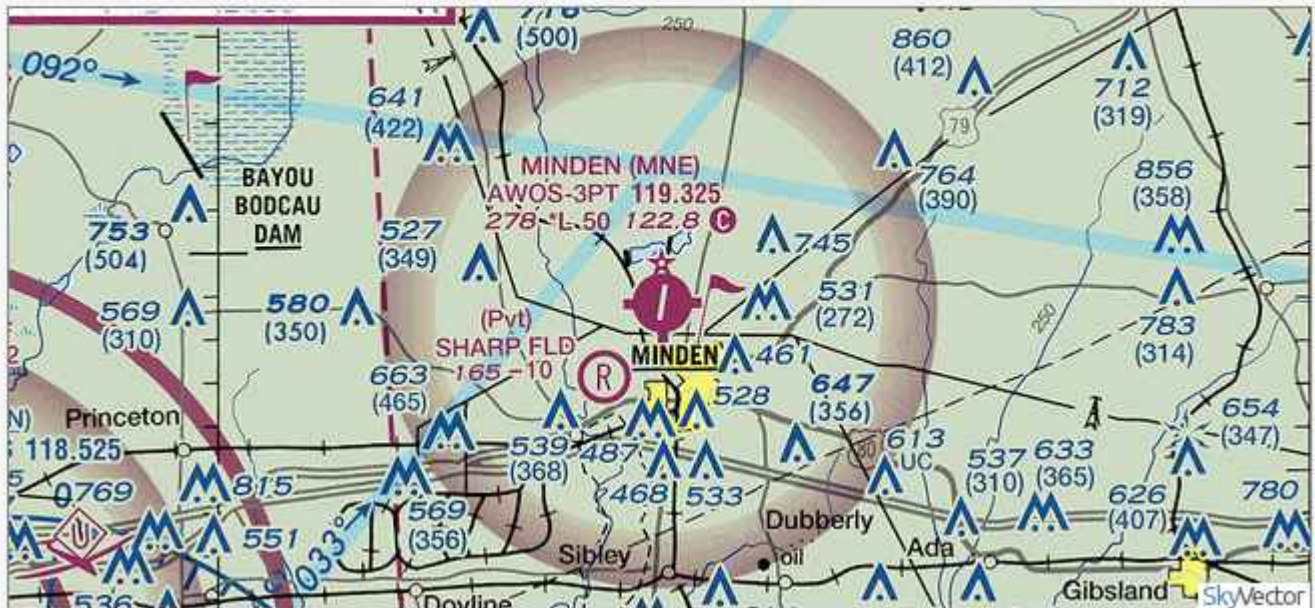 776
(500)
250
092°
860
(412)
712
(319)
641
(422)
79
MINDEN (MNE)
AWOS-3PT 119.325
278 *L 50 122.8 C
764
(390)
856
(358)
BAYOU
BODCAU
DAM
753
(504)
527
(349)
745
569
(310)
580
(350)
531
(272)
250
783
(314)
(Pvt)
SHARP FLD
165 - 10
R
MINDEN
461
663
(465)
528
647
(356)
654
(347)
Princeton
118.525
539
(368)
487
613
UC
537
(310)
633
(365)
0769
815
468
533
626
(407)
780
551
569
(356)
033°
Dubberly
Sibley
oil
Ada
Gibsland
536
Doyline
SkyVector